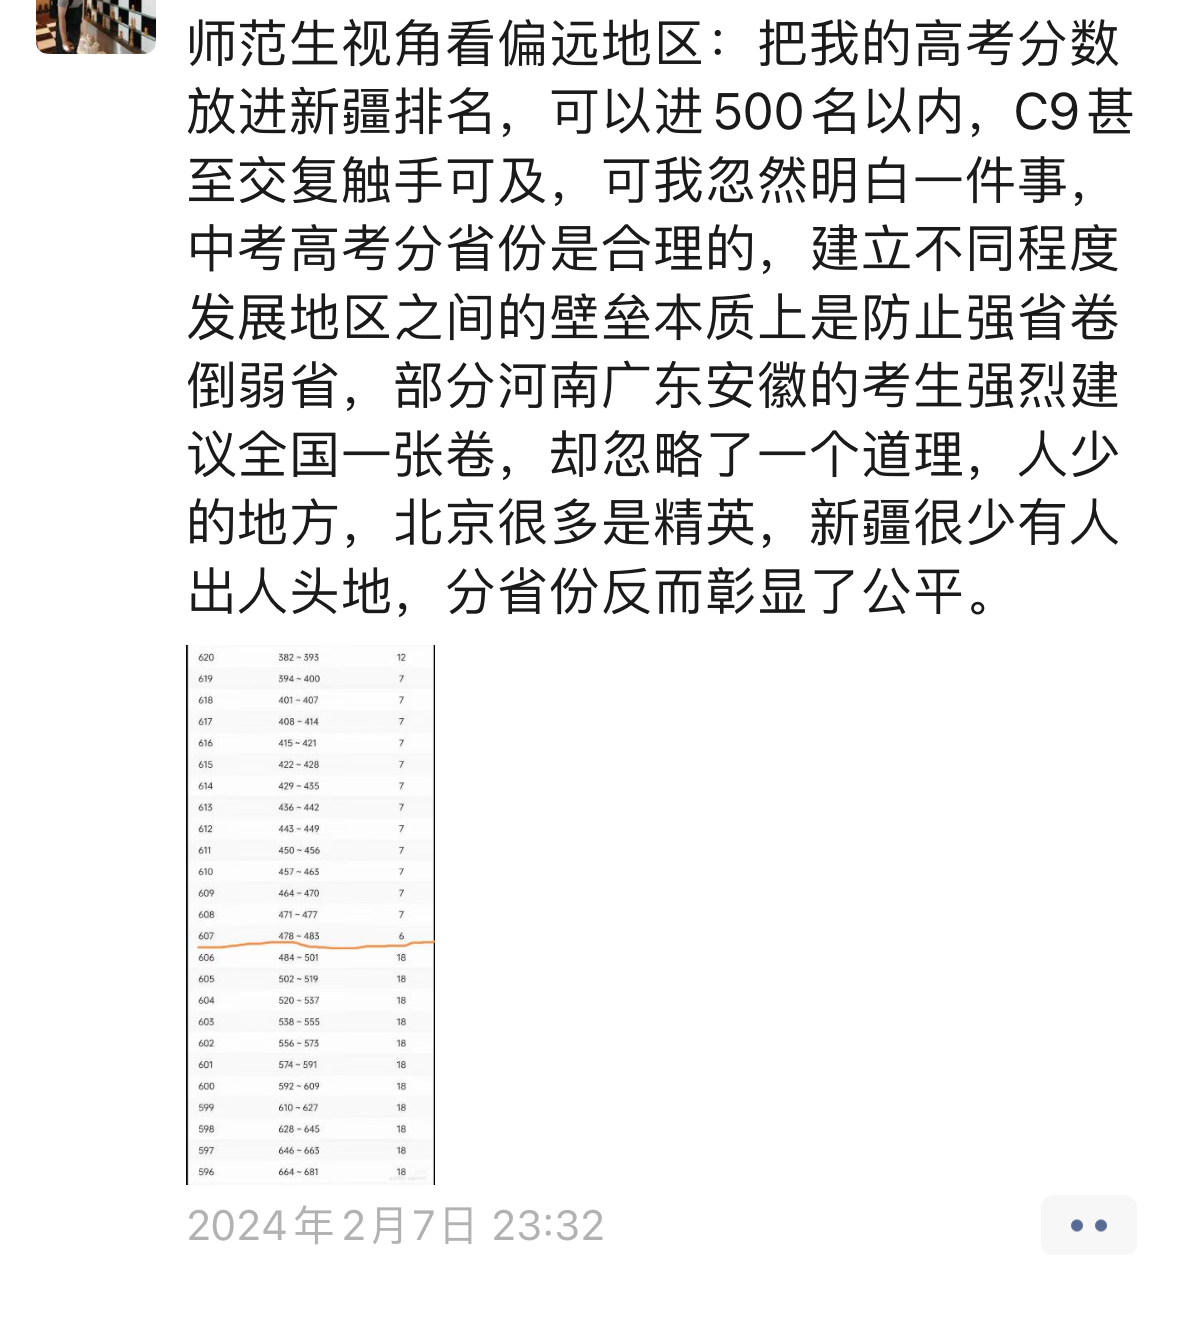 师范生视角看偏远地区：把我的高考分数
放进新疆排名，可以进500名以内，C9甚
至交复触手可及，可我忽然明白一件事，
中考高考分省份是合理的，建立不同程度
发展地区之间的壁垒本质上是防止强省卷
倒弱省，部分河南广东安徽的考生强烈建
议全国一张卷，却忽略了一个道理，人少
的地方，北京很多是精英，新疆很少有人
出人头地，分省份反而彰显了公平。
620 382~393 12
619 394~400 7
618 401~407 7
617 408~414 7
616 415~421 7
615 422~428 7
614 429~435 7
613 436~442 7
612 443~449 7
611 450~456 7
610 457~463 7
609 464~470 7
608 471~477 7
607 478~483 6
606 484~501 18
605 502~519 18
604 520~537 18
603 538~555 18
602 556~573 18
601 574~591 18
600 592~609 18
599 610~627 18
598 628~645 18
597 646~663 18
596 664~681 18
2024年2月7日 23:32